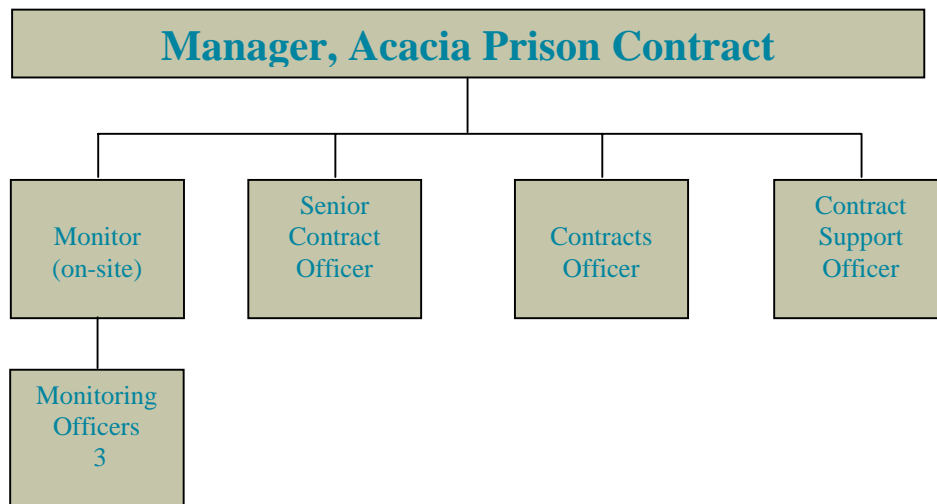 Manager, Acacia Prison Contract
Monitor
(on-site)
Senior
Contract
Officer
Contracts
Officer
Contract
Support
Officer
Monitoring
Officers
3